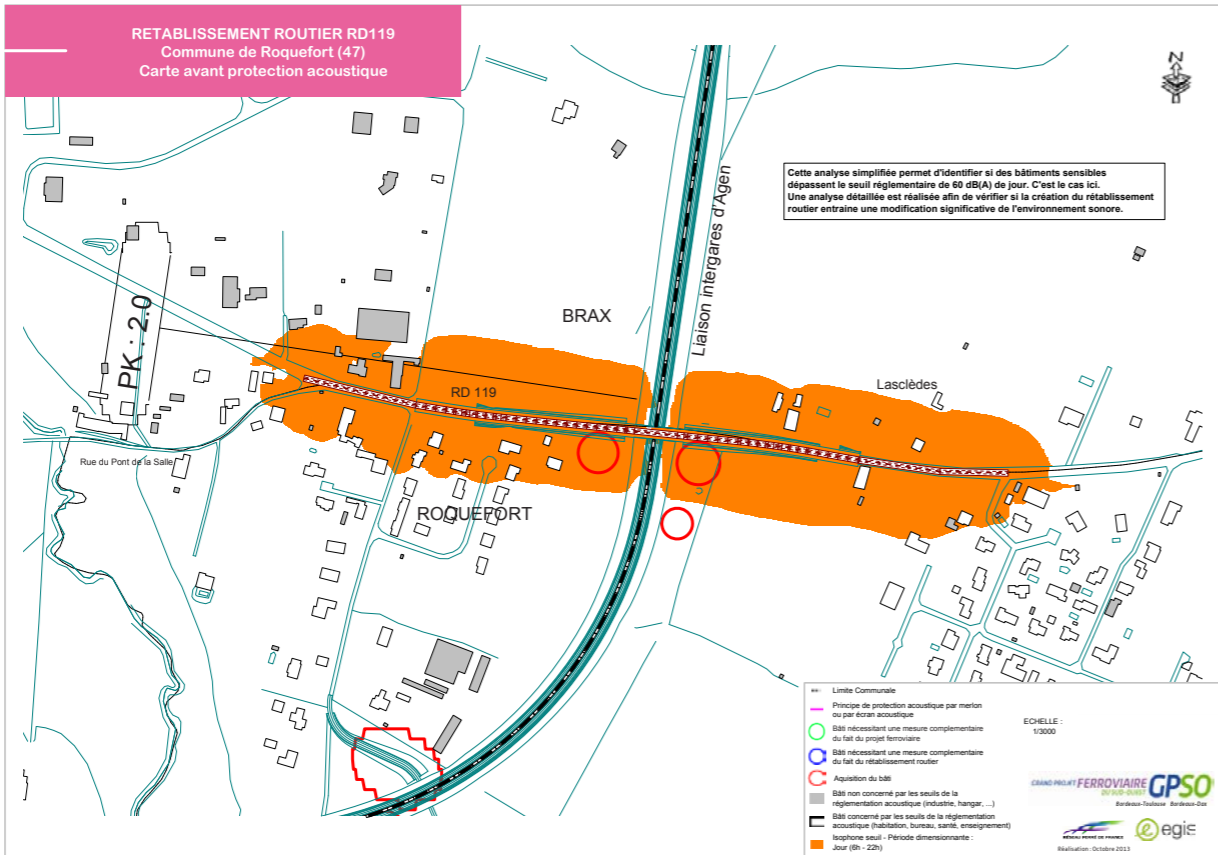 RETABLISSEMENT ROUTIER RD119
Commune de Roquefort (47)
Carte avant protection acoustique
N
Cette analyse simplifiée permet d'identifier si des bâtiments sensibles
dépassent le seuil réglementaire de 60 dB(A) de jour. C'est le cas ici.
Une analyse détaillée est réalisée afin de vérifier si la création du rétablissement
routier entraine une modification significative de l'environnement sonore.
Liaison intergares d'Agen
BRAX
PK : 2.0
RD 119
Lasclèdes
Rue du Pont de la Salle
ROQUEFORT
Limite Communale
Principe de protection acoustique par merlon
ou par écran acoustique
Bâti nécessitant une mesure complementaire
du fait du projet ferroviaire
Bâti nécessitant une mesure complementaire
du fait du rétablissement routier
Aquisition du bâti
Bâti non concerné par les seuils de la
réglementation acoustique (industrie, hangar, ...)
Bâti concerné par les seuils de la réglementation
acoustique (habitation, bureau, santé, enseignement)
Isophone seuil - Période dimensionnante :
Jour (6h - 22h)
ECHELLE :
1/3000
GRAND PROJET FERROVIAIRE DU SUD-OUEST GPSO
Bordeaux-Toulouse Bordeaux-Dax
RÉSEAU FERRÉ DE FRANCE
egis
Réalisation : Octobre 2013